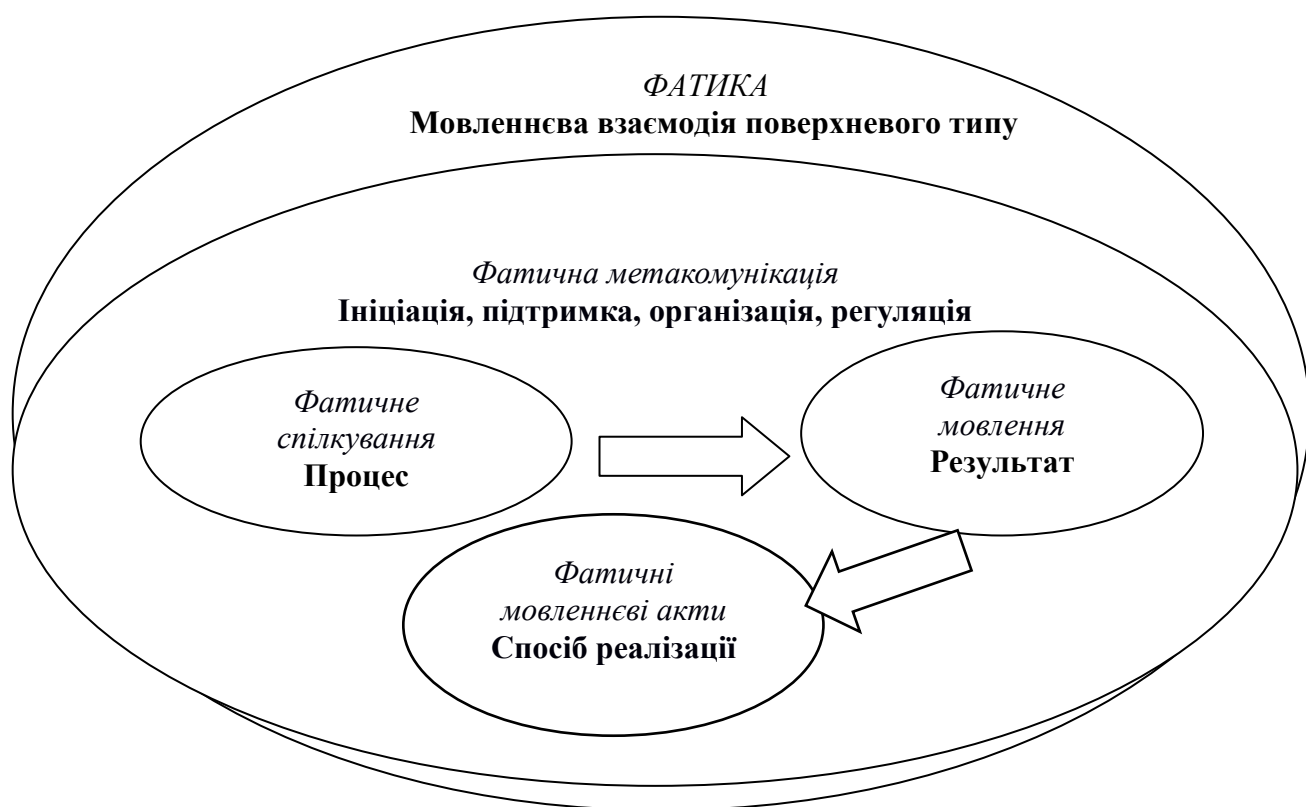 ФАТИКА
Мовленнєва взаємодія поверхневого типу
Фатична метакомунікація
Ініціація, підтримка, організація, регуляція
Фатичне
спілкування
Процес
Фатичне
мовлення
Результат
Фатичні
мовленнєві акти
Спосіб реалізації